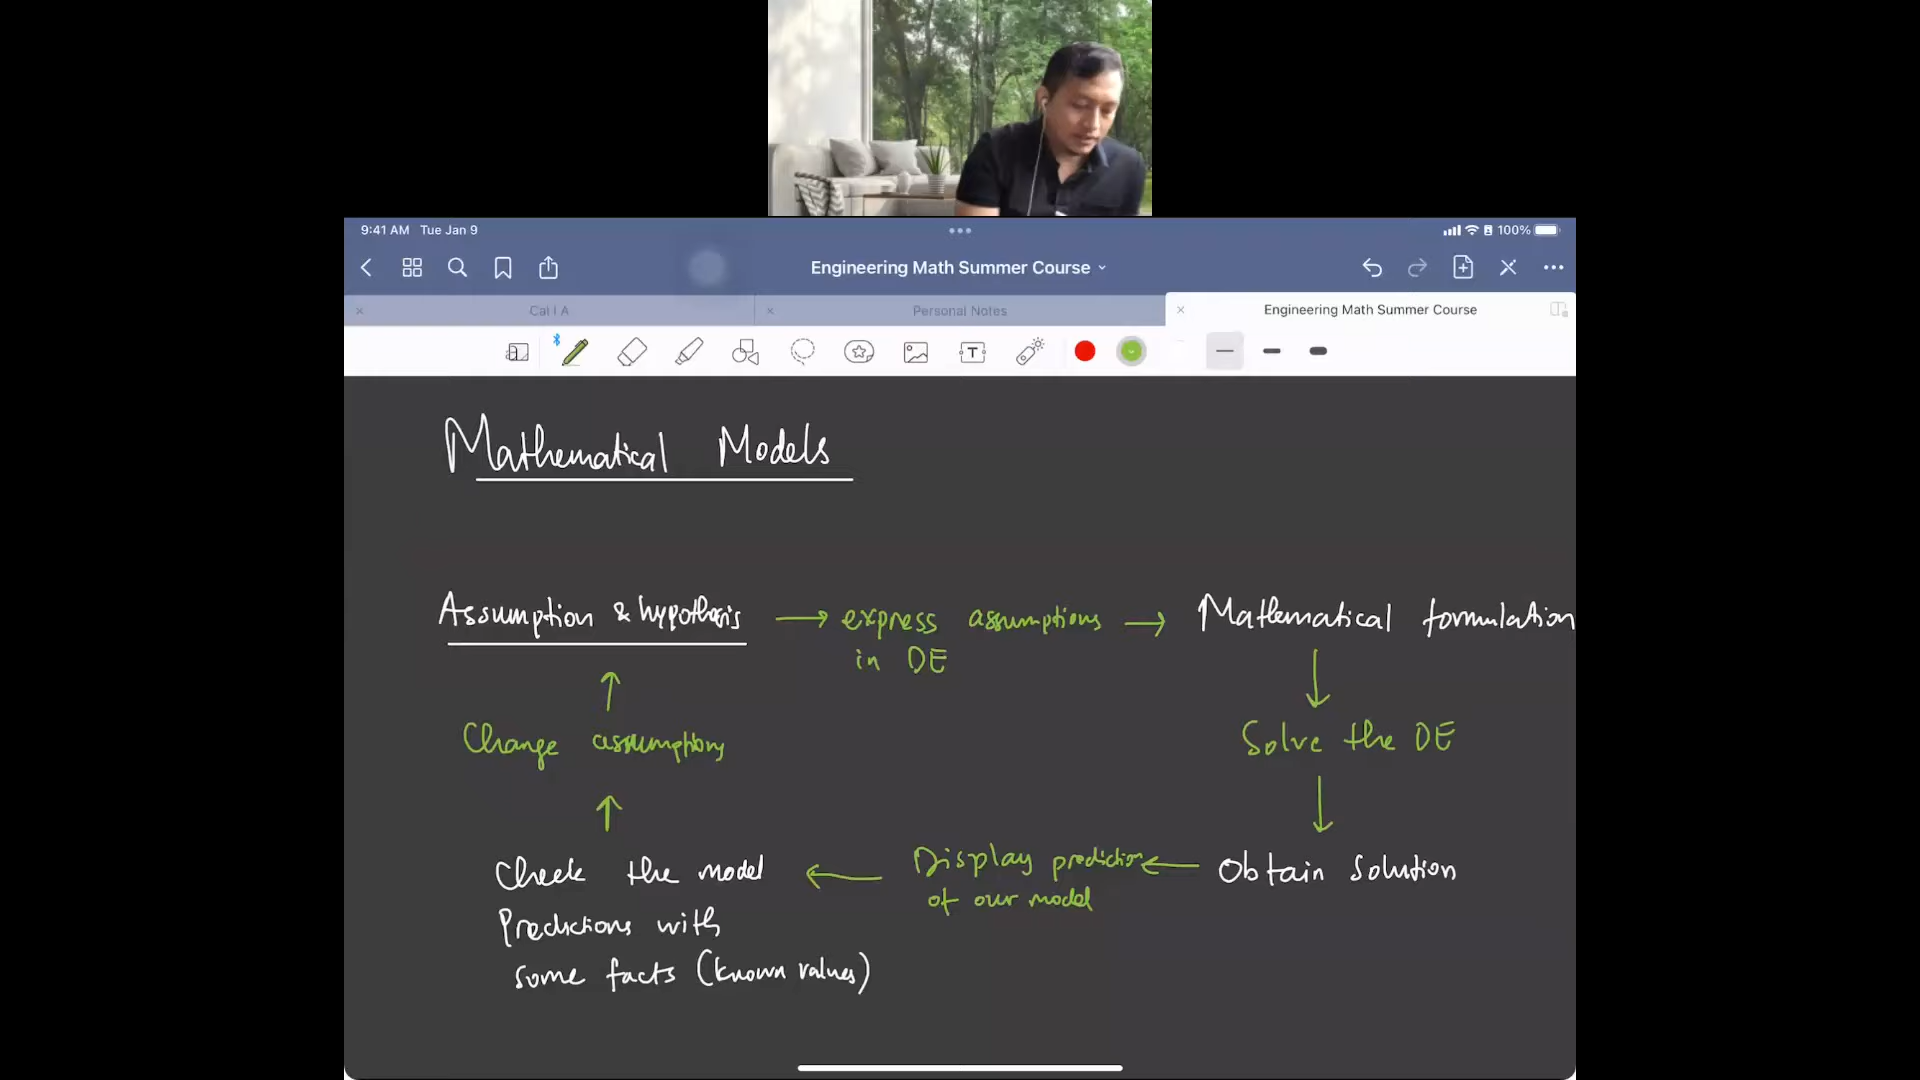 9:41 AM Tue Jan 9
100%
Engineering Math Summer Course
Cal I A
Personal Notes
Engineering Math Summer Course
T
Mathematical Models
Assumption & hypothesis → express assumptions → Mathematical formulation
in DE
↑
↓
Change assumptions
Solve the DE
↑
↓
Check the model ← Display prediction ← Obtain solution
of our model
Predictions with
some facts (known values)